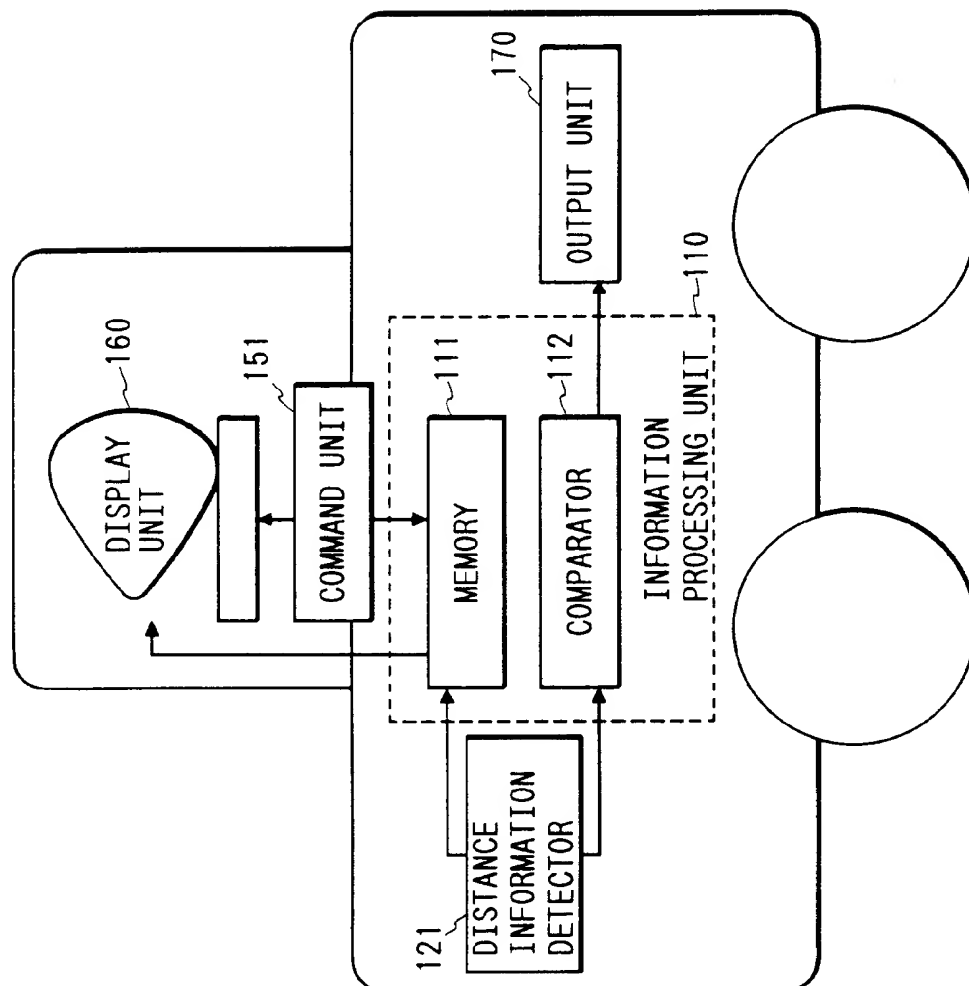 160
DISPLAY
UNIT
151
COMMAND UNIT
111
MEMORY
112
COMPARATOR
INFORMATION
PROCESSING UNIT
110
170
OUTPUT UNIT
121
DISTANCE
INFORMATION
DETECTOR